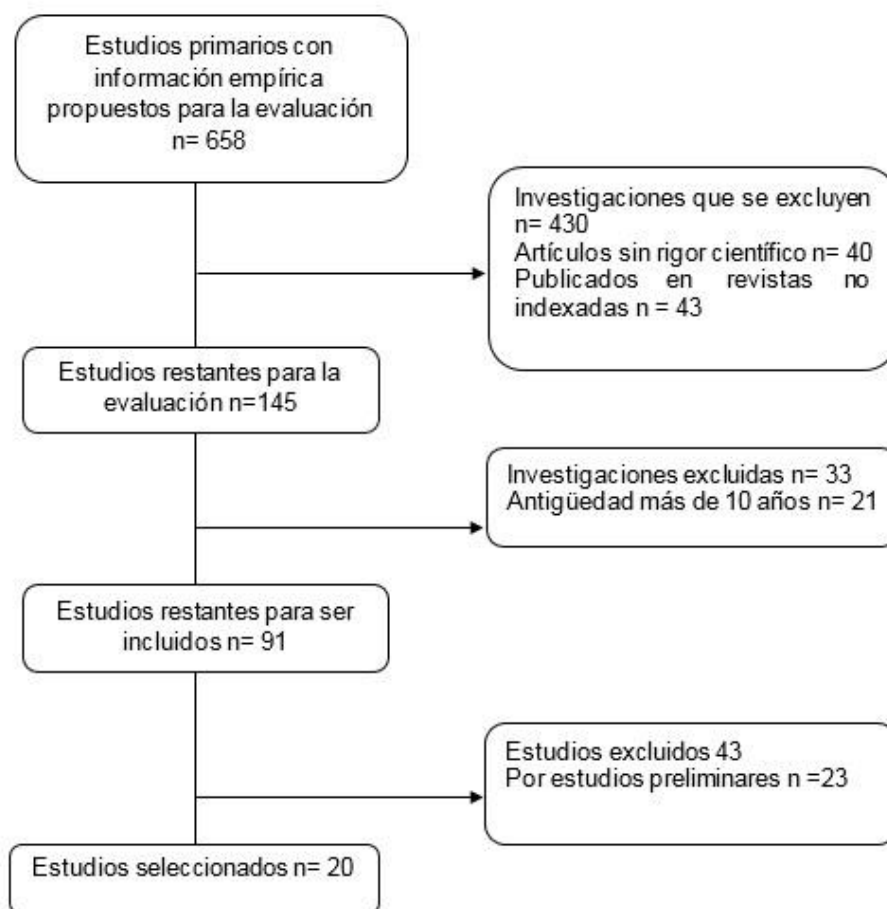 Estudios primarios con
información empírica
propuestos para la evaluación
n= 658
Investigaciones que se excluyen
n= 430
Artículos sin rigor científico n= 40
Publicados en revistas no
indexadas n = 43
Estudios restantes para la
evaluación n=145
Investigaciones excluidas n= 33
Antigüedad más de 10 años n= 21
Estudios restantes para ser
incluidos n= 91
Estudios excluidos 43
Por estudios preliminares n =23
Estudios seleccionados n= 20